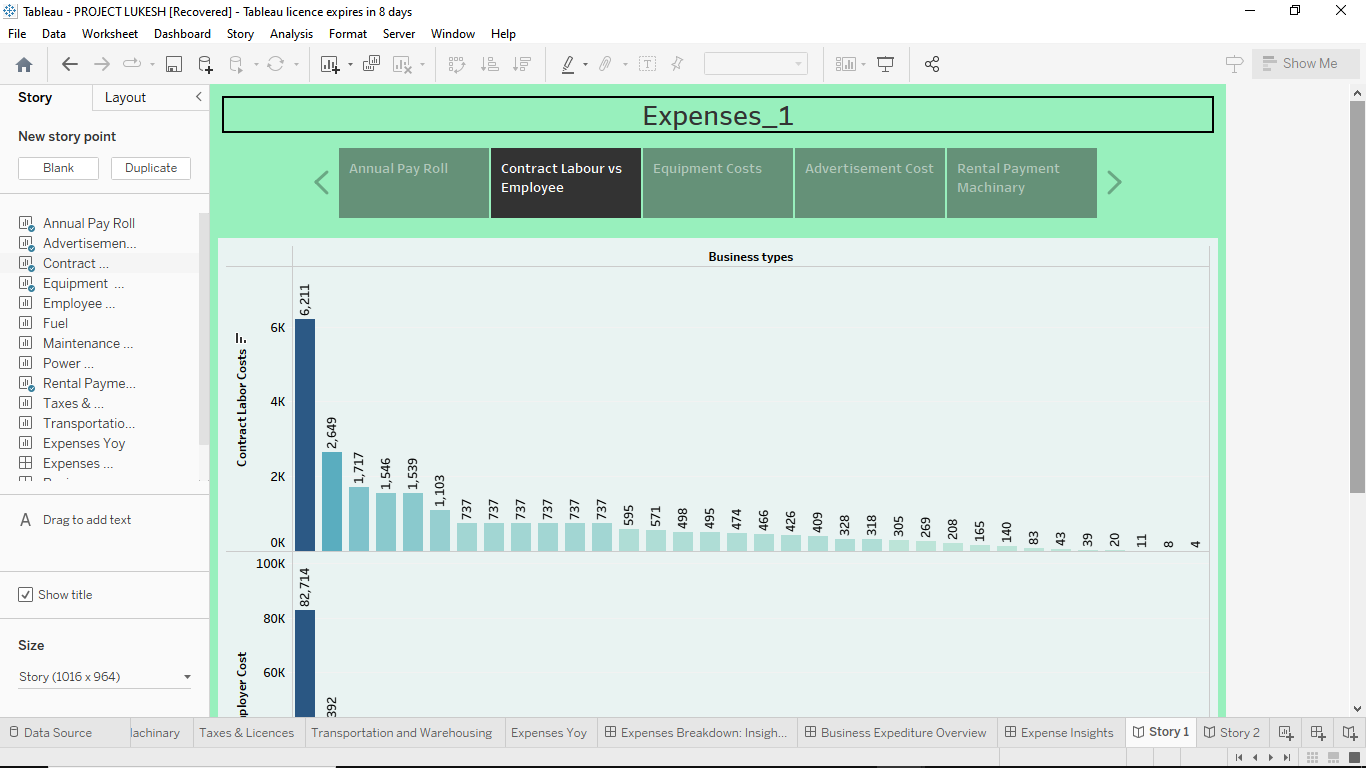 Tableau - PROJECT LUKESH [Recovered] - Tableau licence expires in 8 days
File Data Worksheet Dashboard Story Analysis Format Server Window Help
Show Me
Story Layout
New story point
Blank Duplicate
Annual Pay Roll
Advertisemen...
Contract ...
Equipment ...
Employee ...
Fuel
Maintenance ...
Power ...
Rental Payme...
Taxes & ...
Transportatio...
Expenses Yoy
Expenses ...
A Drag to add text
Show title
Size
Story (1016 x 964)
Expenses_1
Annual Pay Roll
Contract Labour vs
Employee
Equipment Costs
Advertisement Cost
Rental Payment
Machinary
Business types
Contract Labor Costs
6K
4K
2K
0K
6,211
2,649
1,717
1,546
1,539
1,103
737
737
737
737
737
737
595
571
498
495
474
466
426
409
328
318
305
269
208
165
140
83
43
39
20
11
8
4
ployer Cost
100K
80K
60K
82,714
392
Data Source
achinary
Taxes & Licences
Transportation and Warehousing
Expenses Yoy
Expenses Breakdown: Insigh...
Business Expediture Overview
Expense Insights
Story 1
Story 2